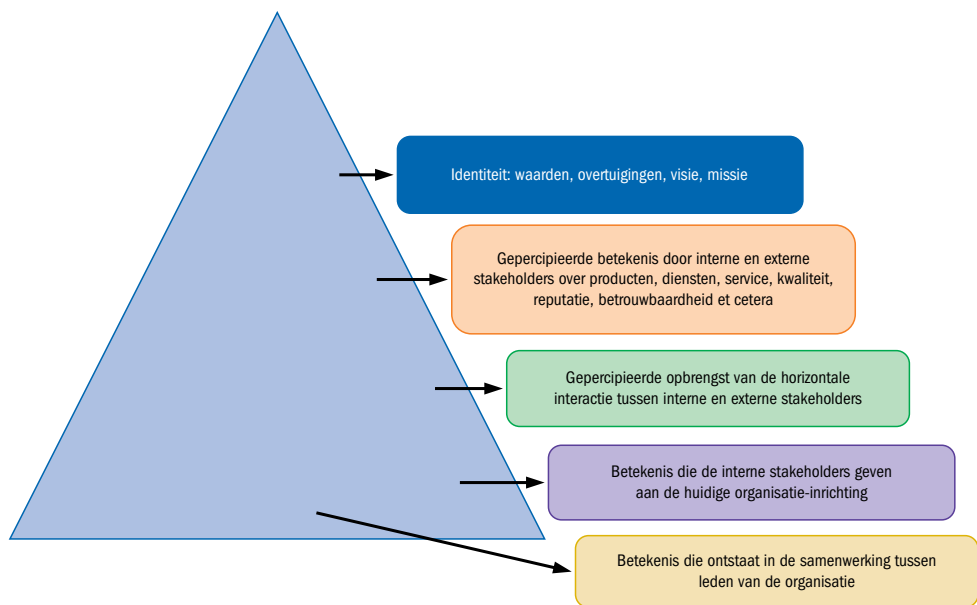 Identiteit: waarden, overtuigingen, visie, missie
Gepercipieerde betekenis door interne en externe
stakeholders over producten, diensten, service, kwaliteit,
reputatie, betrouwbaarheid et cetera
Gepercipieerde opbrengst van de horizontale
interactie tussen interne en externe stakeholders
Betekenis die de interne stakeholders geven
aan de huidige organisatie-inrichting
Betekenis die ontstaat in de samenwerking tussen
leden van de organisatie